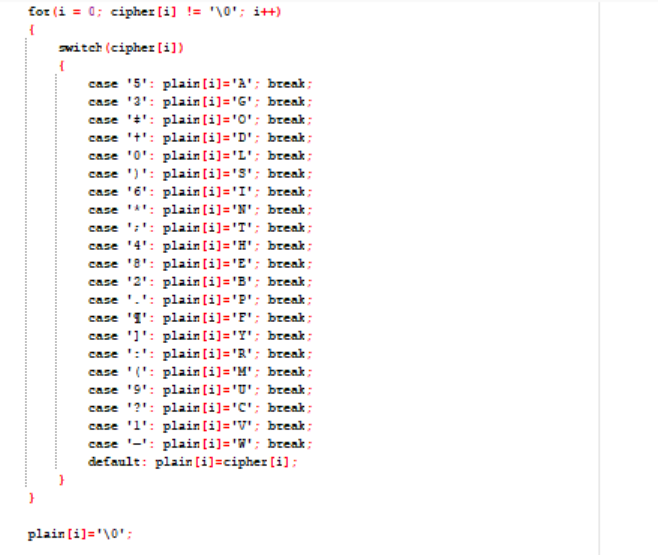 for(i = 0; cipher[i] != '\0'; i++)
{
switch(cipher[i])
{
case '5': plain[i]='A'; break;
case '3': plain[i]='G'; break;
case '‡': plain[i]='O'; break;
case '†': plain[i]='D'; break;
case '0': plain[i]='L'; break;
case ')': plain[i]='S'; break;
case '6': plain[i]='I'; break;
case '*': plain[i]='N'; break;
case ';': plain[i]='T'; break;
case '4': plain[i]='H'; break;
case '8': plain[i]='E'; break;
case '2': plain[i]='B'; break;
case '.': plain[i]='P'; break;
case '¶': plain[i]='F'; break;
case ']': plain[i]='Y'; break;
case ':': plain[i]='R'; break;
case '(': plain[i]='M'; break;
case '9': plain[i]='U'; break;
case '?': plain[i]='C'; break;
case '1': plain[i]='V'; break;
case '—': plain[i]='W'; break;
default: plain[i]=cipher[i];
}
}
plain[i]='\0';